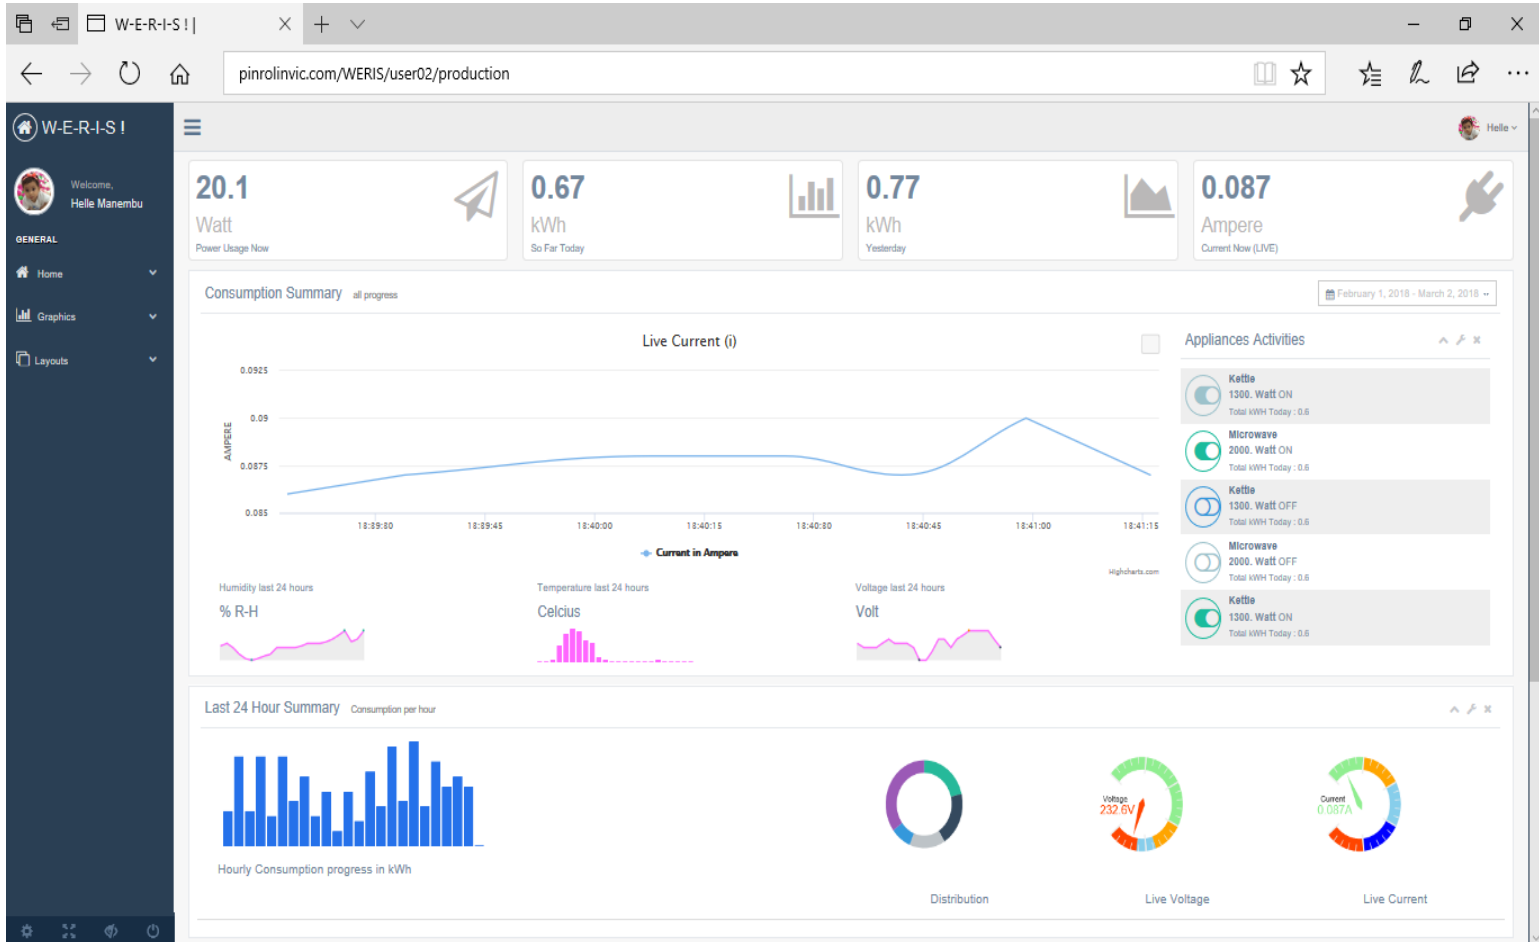 W-E-R-I-S ! |
pinrolinvic.com/WERIS/user02/production
W-E-R-I-S !
Helle
Welcome,
Helle Manembu
GENERAL
Home
Graphics
Layouts
20.1
Watt
Power Usage Now
0.67
kWh
So Far Today
0.77
kWh
Yesterday
0.087
Ampere
Current Now (LIVE)
Consumption Summary all progress
February 1, 2018 - March 2, 2018
Live Current (i)
AMPERE
0.0925
0.09
0.0875
0.085
18:39:30 18:39:45 18:40:00 18:40:15 18:40:30 18:40:45 18:41:00 18:41:15
Current in Ampere
Highcharts.com
Appliances Activities
Kettle
1300. Watt ON
Total kWH Today : 0.6
Microwave
2000. Watt ON
Total kWH Today : 0.6
Kettle
1300. Watt OFF
Total kWH Today : 0.6
Microwave
2000. Watt OFF
Total kWH Today : 0.6
Kettle
1300. Watt ON
Total kWH Today : 0.6
Humidity last 24 hours
% R-H
Temperature last 24 hours
Celcius
Voltage last 24 hours
Volt
Last 24 Hour Summary Consumption per hour
Hourly Consumption progress in kWh
Distribution
Voltage
232.6V
Live Voltage
Current
0.087A
Live Current